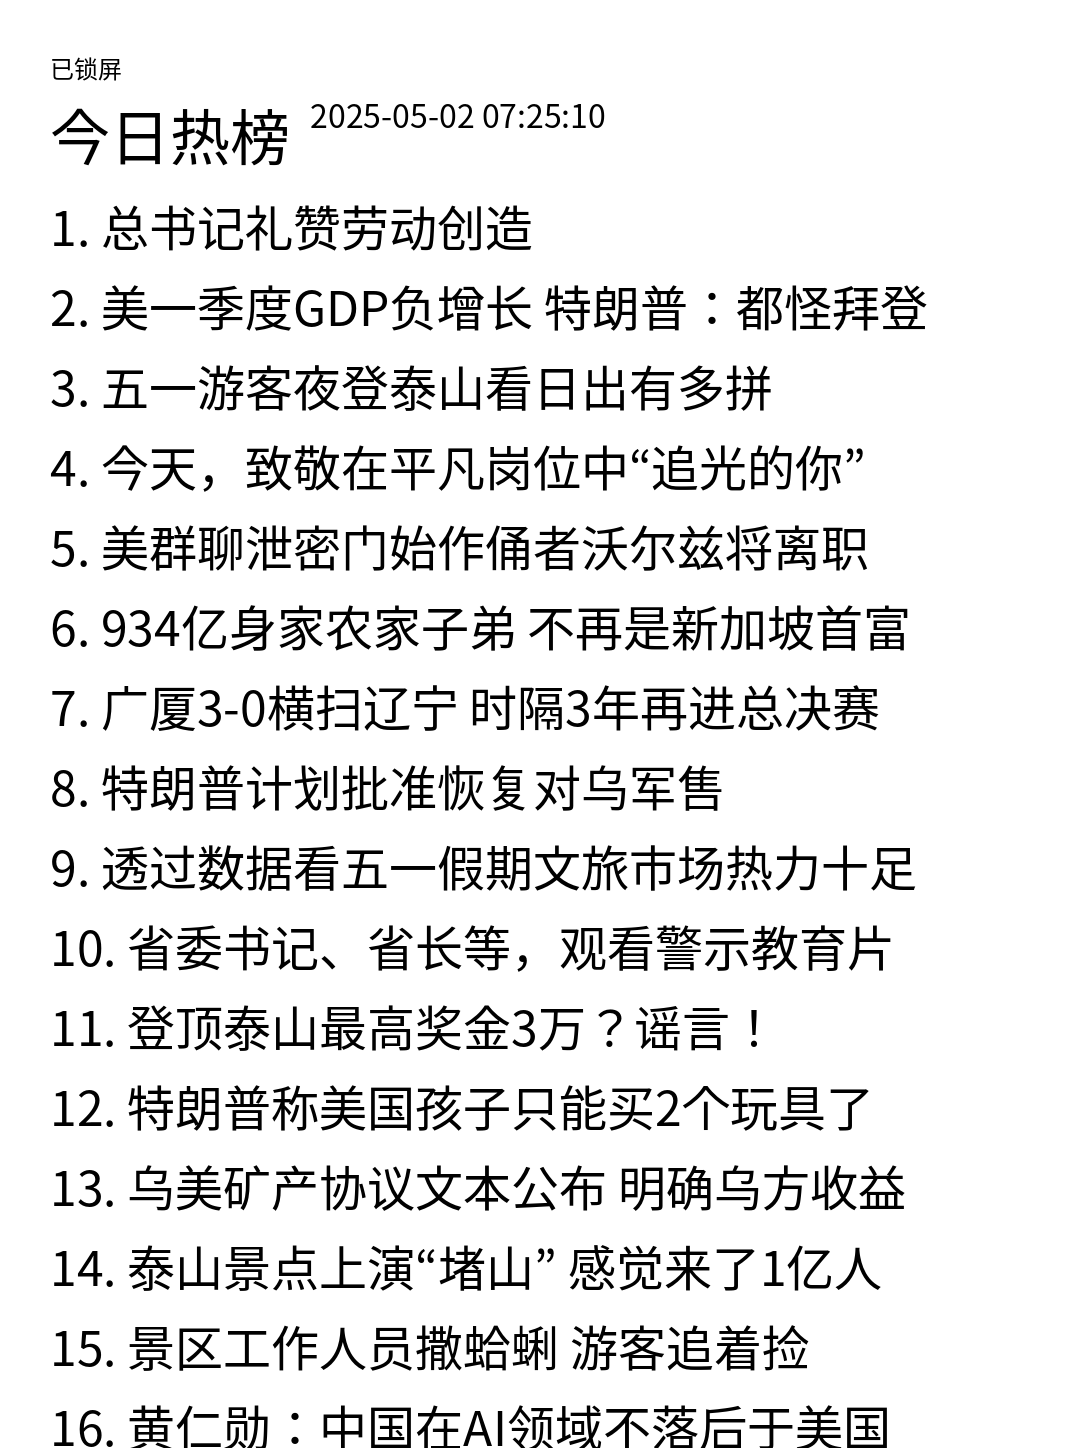 已锁屏
今日热榜 2025-05-02 07:25:10
1. 总书记礼赞劳动创造
2. 美一季度GDP负增长 特朗普：都怪拜登
3. 五一游客夜登泰山看日出有多拼
4. 今天，致敬在平凡岗位中“追光的你”
5. 美群聊泄密门始作俑者沃尔兹将离职
6. 934亿身家农家子弟 不再是新加坡首富
7. 广厦3-0横扫辽宁 时隔3年再进总决赛
8. 特朗普计划批准恢复对乌军售
9. 透过数据看五一假期文旅市场热力十足
10. 省委书记、省长等，观看警示教育片
11. 登顶泰山最高奖金3万？谣言！
12. 特朗普称美国孩子只能买2个玩具了
13. 乌美矿产协议文本公布 明确乌方收益
14. 泰山景点上演“堵山” 感觉来了1亿人
15. 景区工作人员撒蛤蜊 游客追着捡
16. 黄仁勋：中国在AI领域不落后于美国